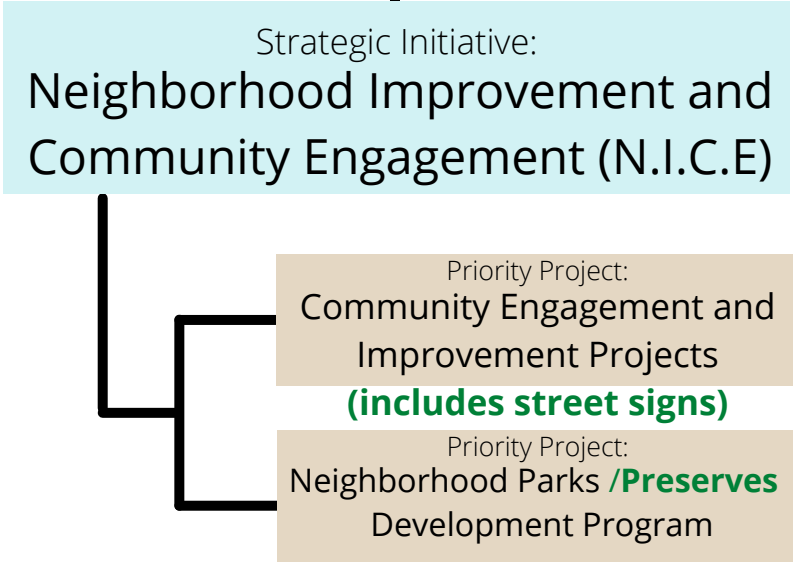 Strategic Initiative:
Neighborhood Improvement and
Community Engagement (N.I.C.E)
Priority Project:
Community Engagement and
Improvement Projects
(includes street signs)
Priority Project:
Neighborhood Parks /Preserves
Development Program